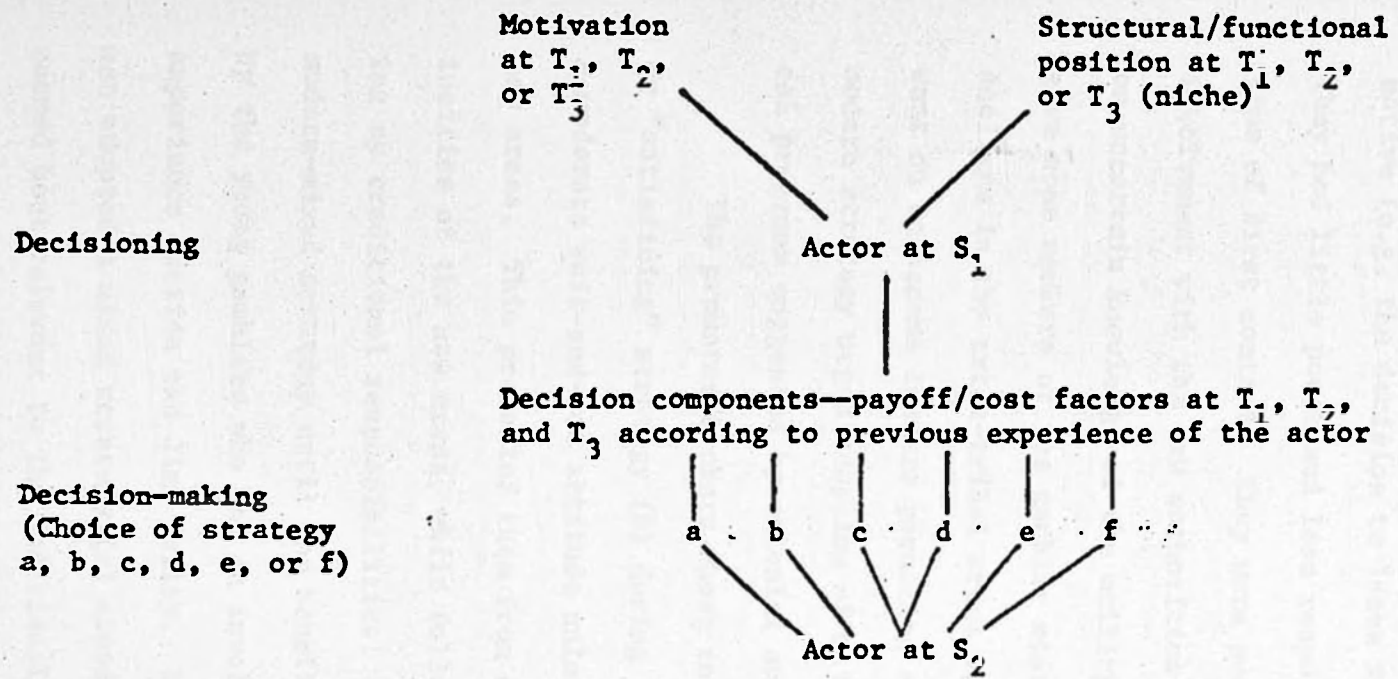 Motivation
at T₁, T₂,
or T₃
Structural/functional
position at T₁, T₂,
or T₃ (niche)
Decisioning
Actor at S₁
Decision components—payoff/cost factors at T₁, T₂,
and T₃ according to previous experience of the actor
Decision-making
(Choice of strategy
a, b, c, d, e, or f)
a b c d e f
Actor at S₂